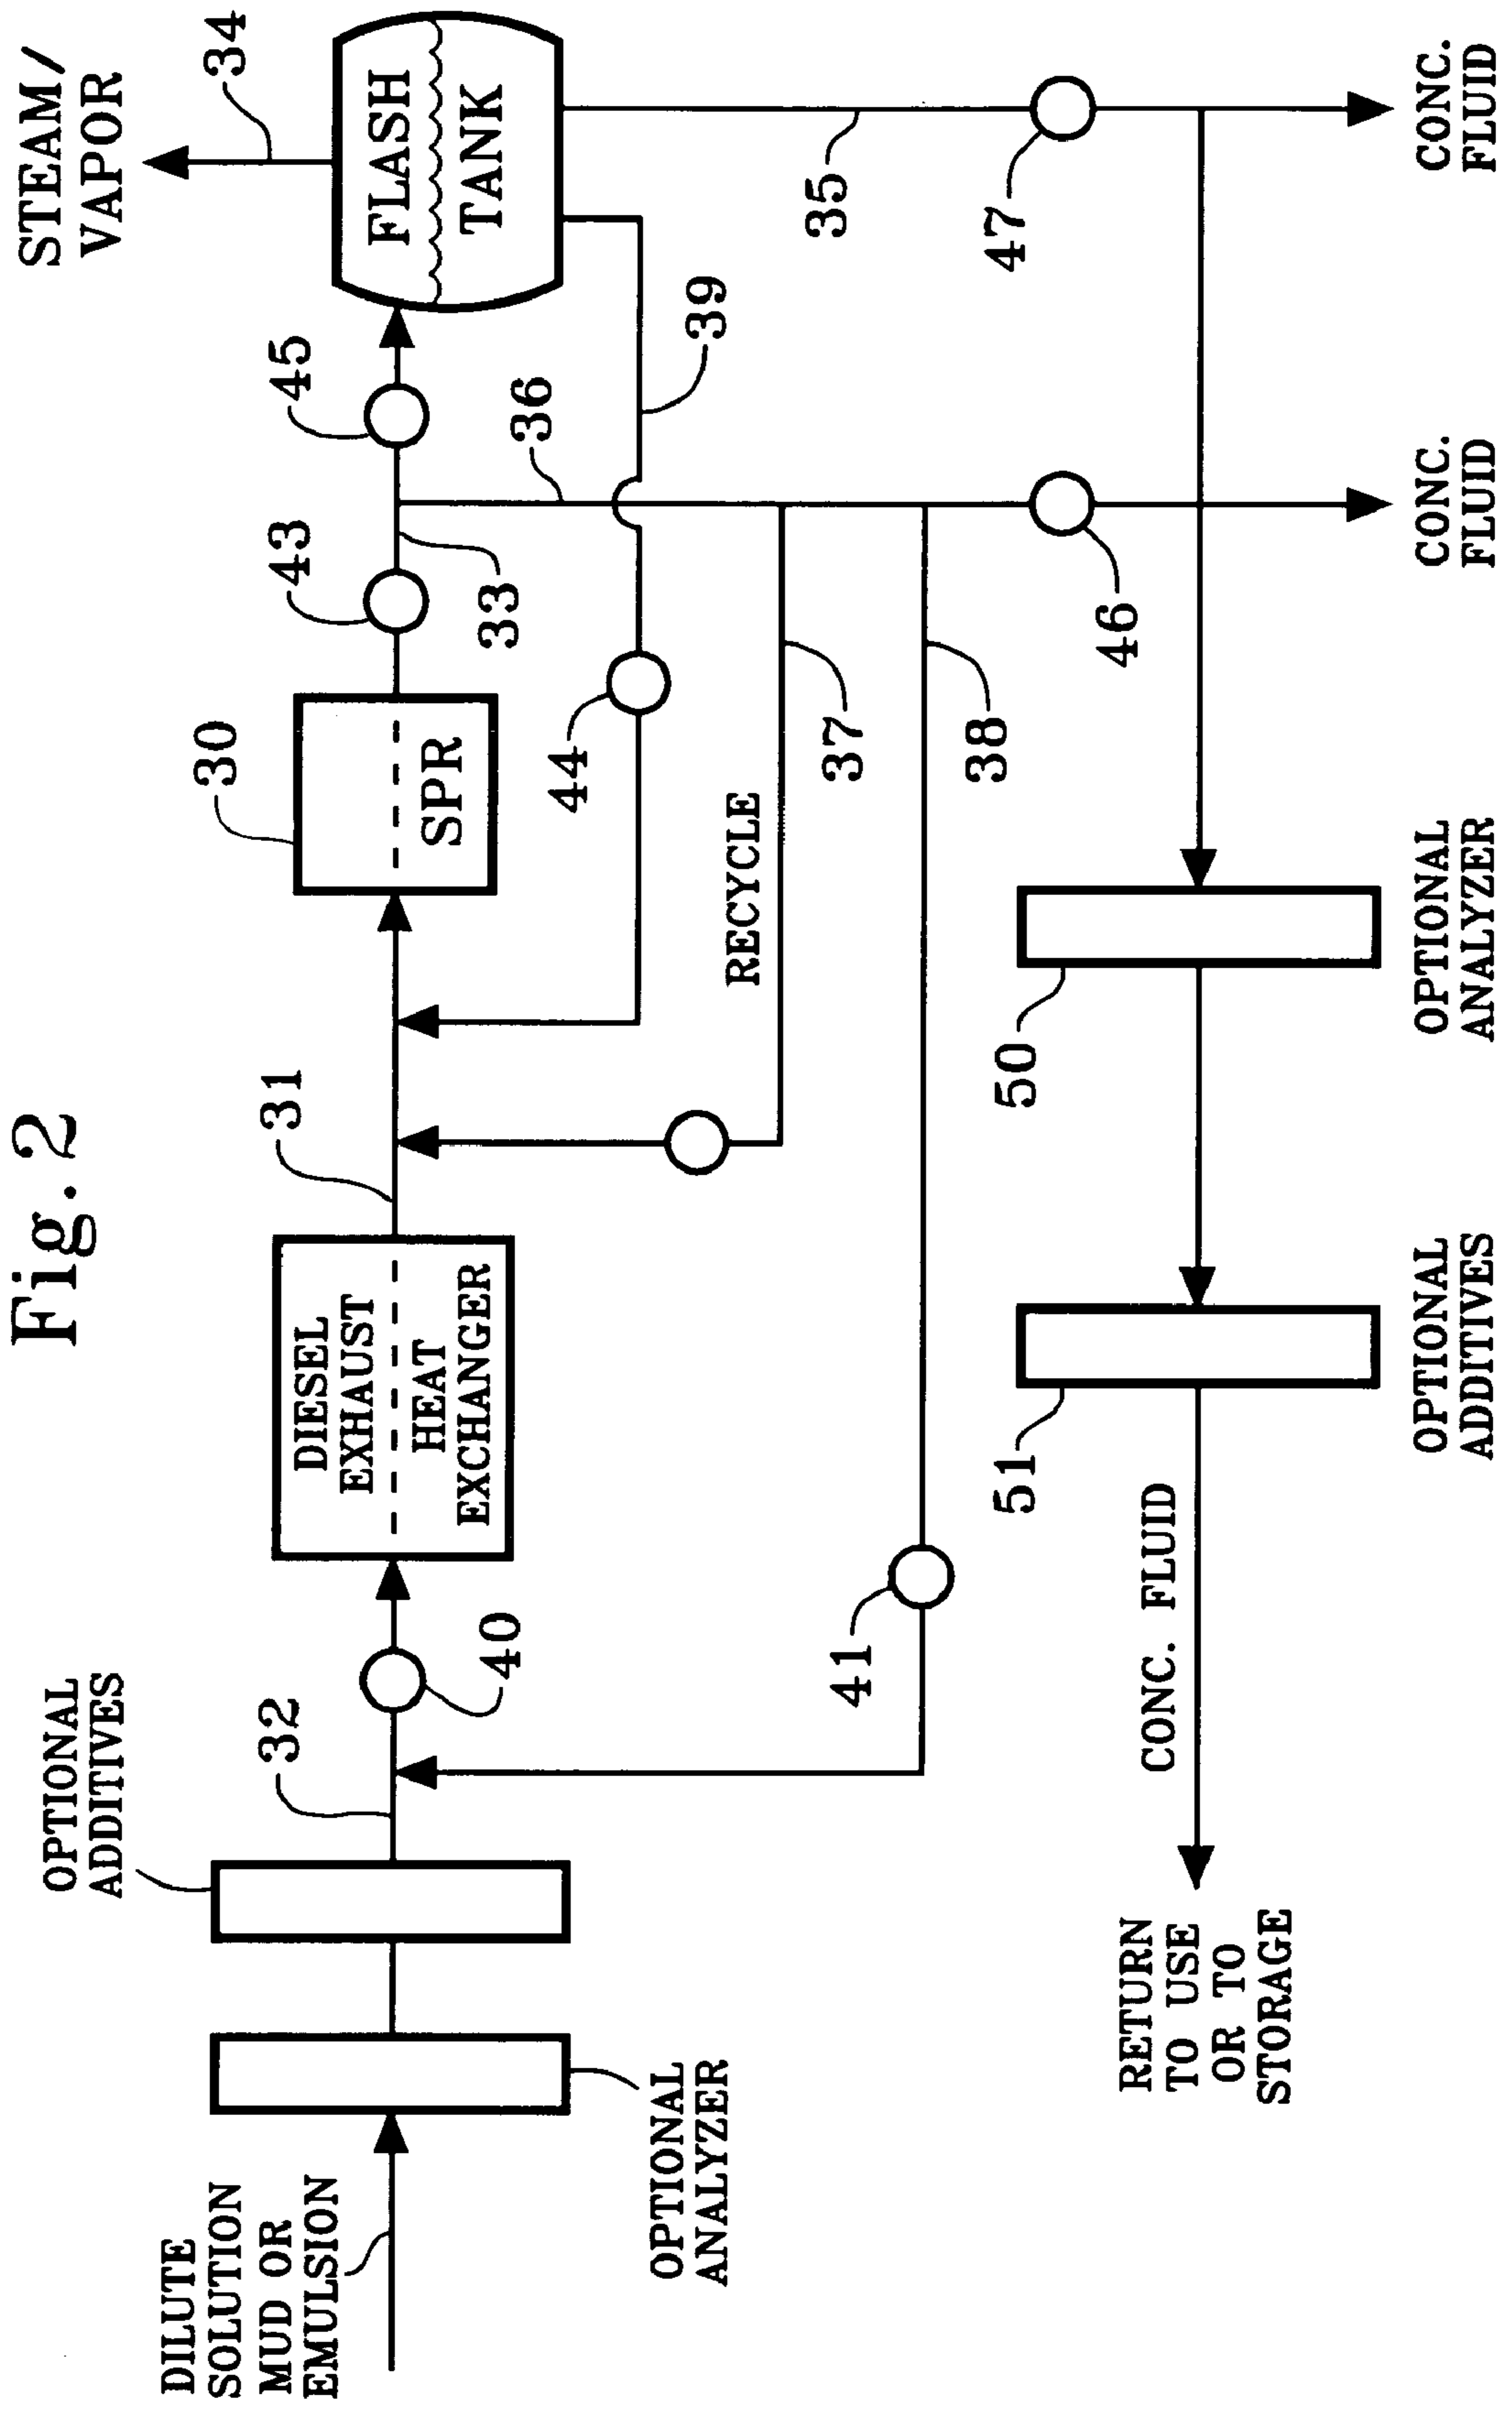 Fig. 2
DILUTE
SOLUTION
MUD OR
EMULSION
OPTIONAL
ANALYZER
OPTIONAL
ADDITIVES
32
40
DIESEL
EXHAUST
HEAT
EXCHANGER
31
30
SPR
43
33
45
FLASH
TANK
STEAM/
VAPOR
34
44
39
36
35
RECYCLE
37
41
38
46
47
RETURN
TO USE
OR TO
STORAGE
CONC. FLUID
51
50
OPTIONAL
ADDITIVES
OPTIONAL
ANALYZER
CONC.
FLUID
CONC.
FLUID